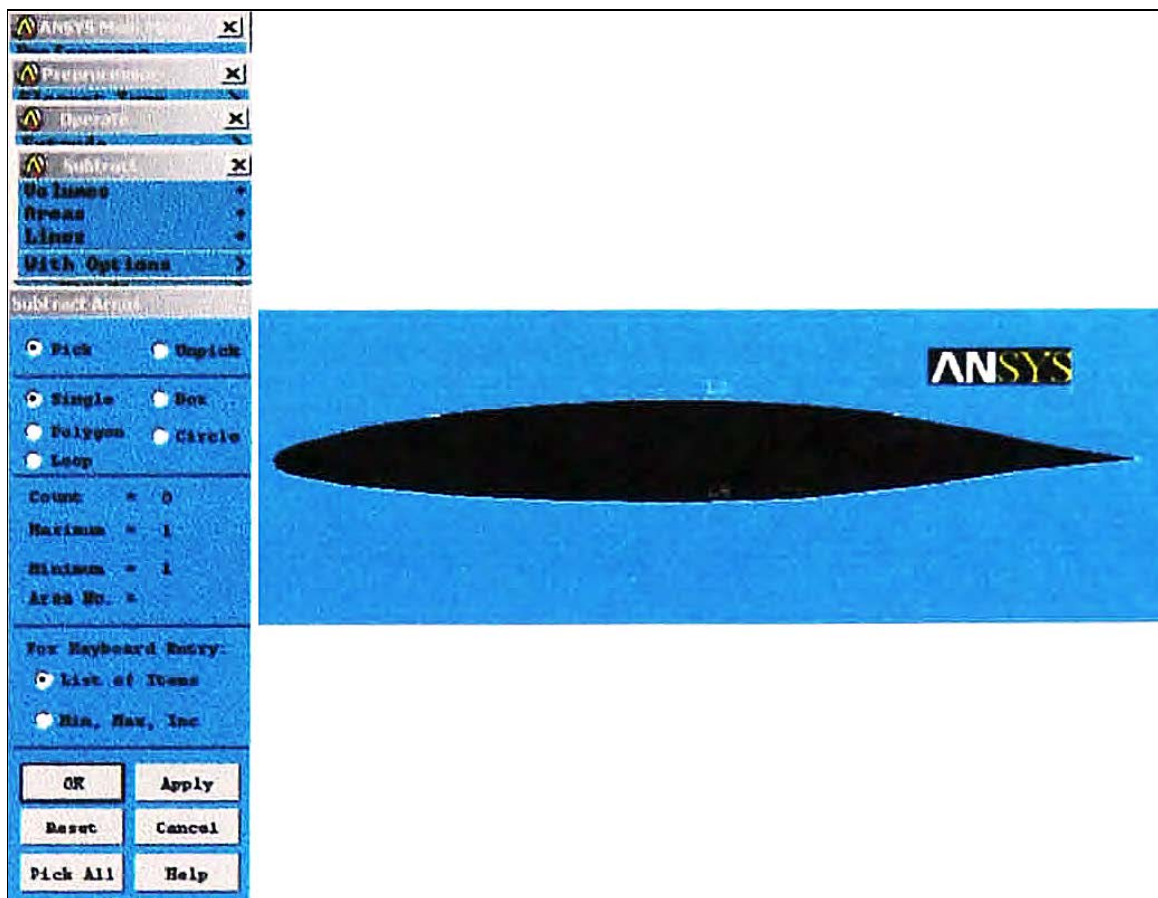 ANSYS
Preprocessor
Operate
Subtract
Volumes +
Areas +
Lines +
With Options >
Subtract Areas
Pick Unpick
Single Box
Polygon Circle
Loop
Count = 0
Maximum = 1
Minimum = 1
Area No. =
For Keyboard Entry:
List of Items
Min, Max, Inc
OK Apply
Reset Cancel
Pick All Help
ANSYS